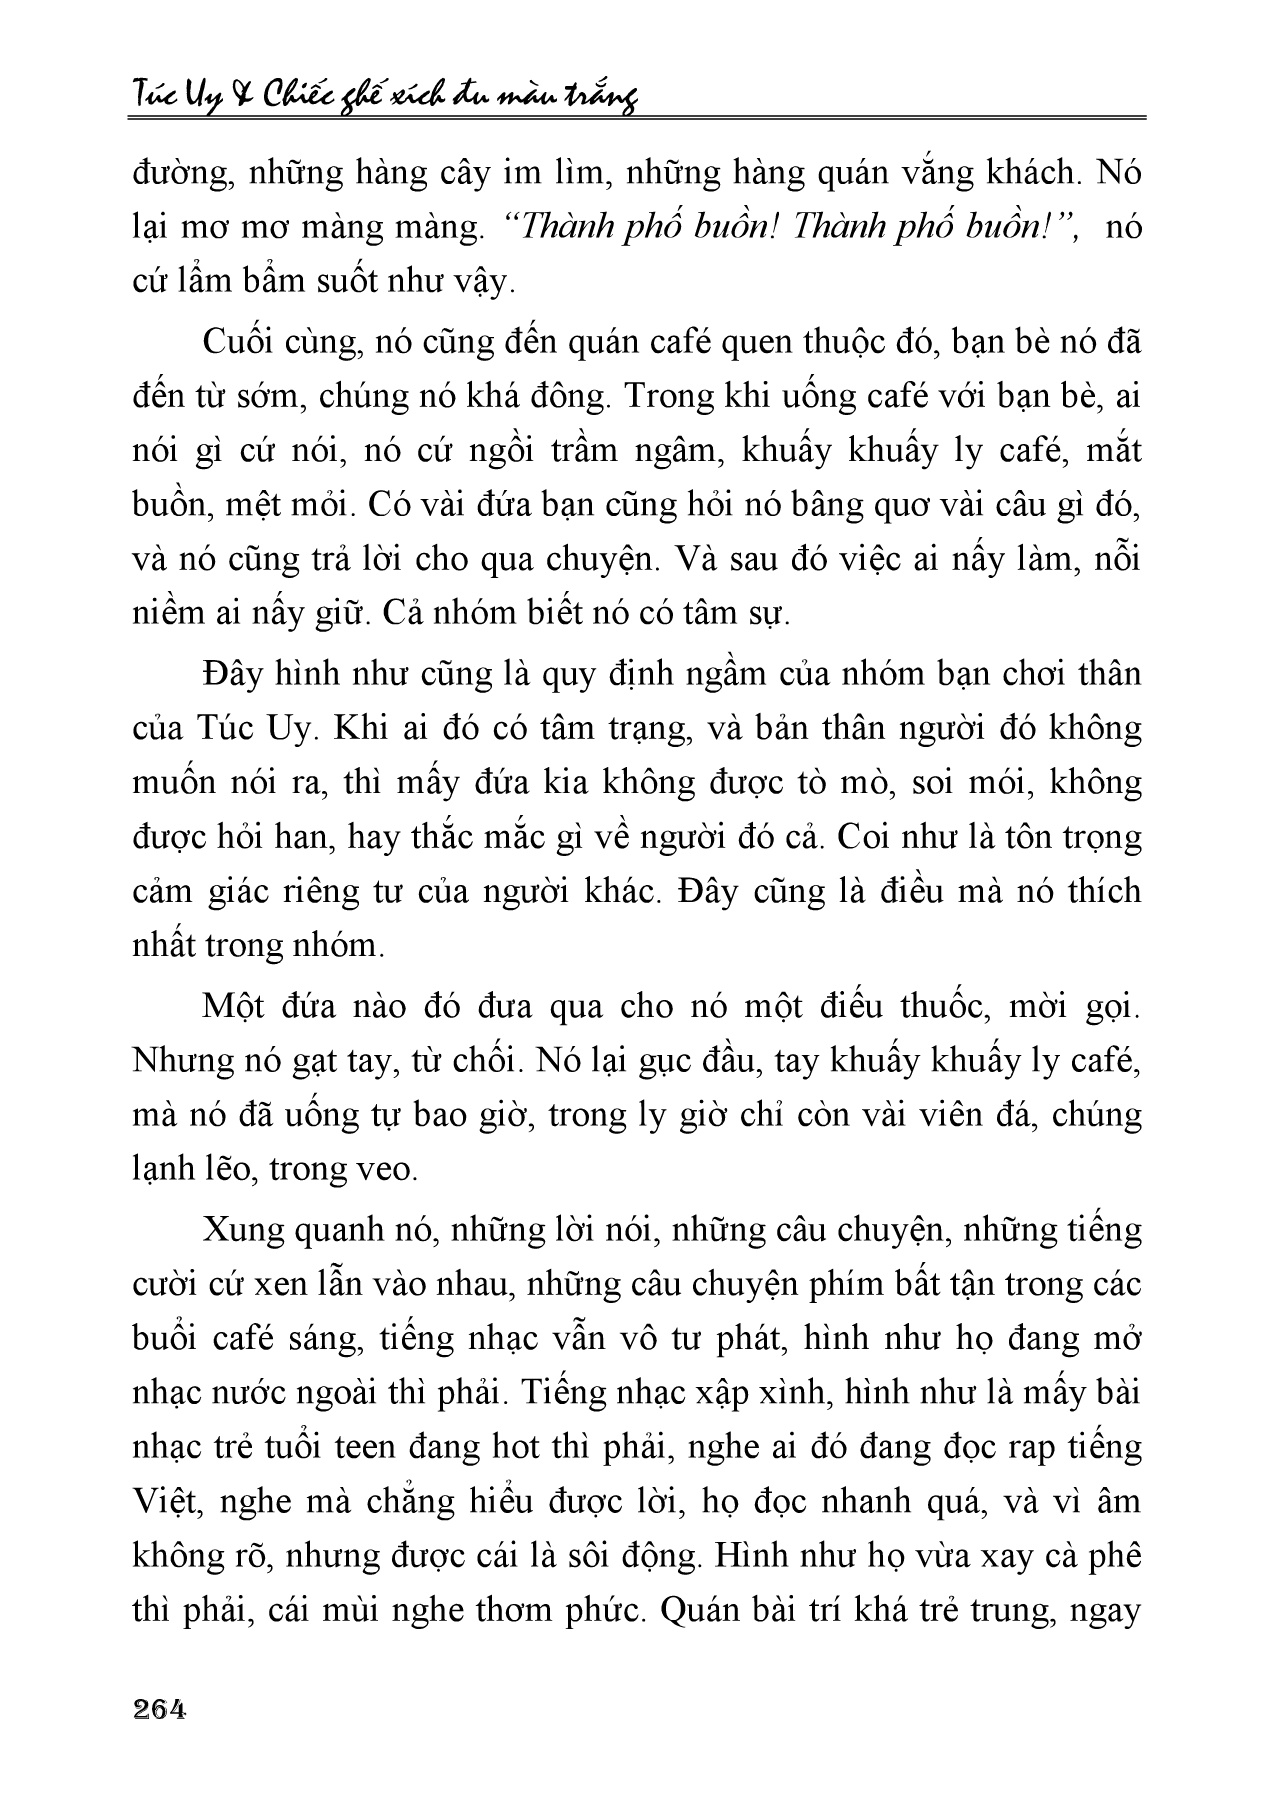 Túc Uy & Chiếc ghế xích đu màu trắng
đường, những hàng cây im lìm, những hàng quán vắng khách. Nó
lại mơ mơ màng màng. “Thành phố buồn! Thành phố buồn!”, nó
cứ lẩm bẩm suốt như vậy.
Cuối cùng, nó cũng đến quán café quen thuộc đó, bạn bè nó đã
đến từ sớm, chúng nó khá đông. Trong khi uống café với bạn bè, ai
nói gì cứ nói, nó cứ ngồi trầm ngâm, khuấy khuấy ly café, mắt
buồn, mệt mỏi. Có vài đứa bạn cũng hỏi nó bâng quơ vài câu gì đó,
và nó cũng trả lời cho qua chuyện. Và sau đó việc ai nấy làm, nỗi
niềm ai nấy giữ. Cả nhóm biết nó có tâm sự.
Đây hình như cũng là quy định ngầm của nhóm bạn chơi thân
của Túc Uy. Khi ai đó có tâm trạng, và bản thân người đó không
muốn nói ra, thì mấy đứa kia không được tò mò, soi mói, không
được hỏi han, hay thắc mắc gì về người đó cả. Coi như là tôn trọng
cảm giác riêng tư của người khác. Đây cũng là điều mà nó thích
nhất trong nhóm.
Một đứa nào đó đưa qua cho nó một điếu thuốc, mời gọi.
Nhưng nó gạt tay, từ chối. Nó lại gục đầu, tay khuấy khuấy ly café,
mà nó đã uống tự bao giờ, trong ly giờ chỉ còn vài viên đá, chúng
lạnh lẽo, trong veo.
Xung quanh nó, những lời nói, những câu chuyện, những tiếng
cười cứ xen lẫn vào nhau, những câu chuyện phím bất tận trong các
buổi café sáng, tiếng nhạc vẫn vô tư phát, hình như họ đang mở
nhạc nước ngoài thì phải. Tiếng nhạc xập xình, hình như là mấy bài
nhạc trẻ tuổi teen đang hot thì phải, nghe ai đó đang đọc rap tiếng
Việt, nghe mà chẳng hiểu được lời, họ đọc nhanh quá, và vì âm
không rõ, nhưng được cái là sôi động. Hình như họ vừa xay cà phê
thì phải, cái mùi nghe thơm phức. Quán bài trí khá trẻ trung, ngay
264